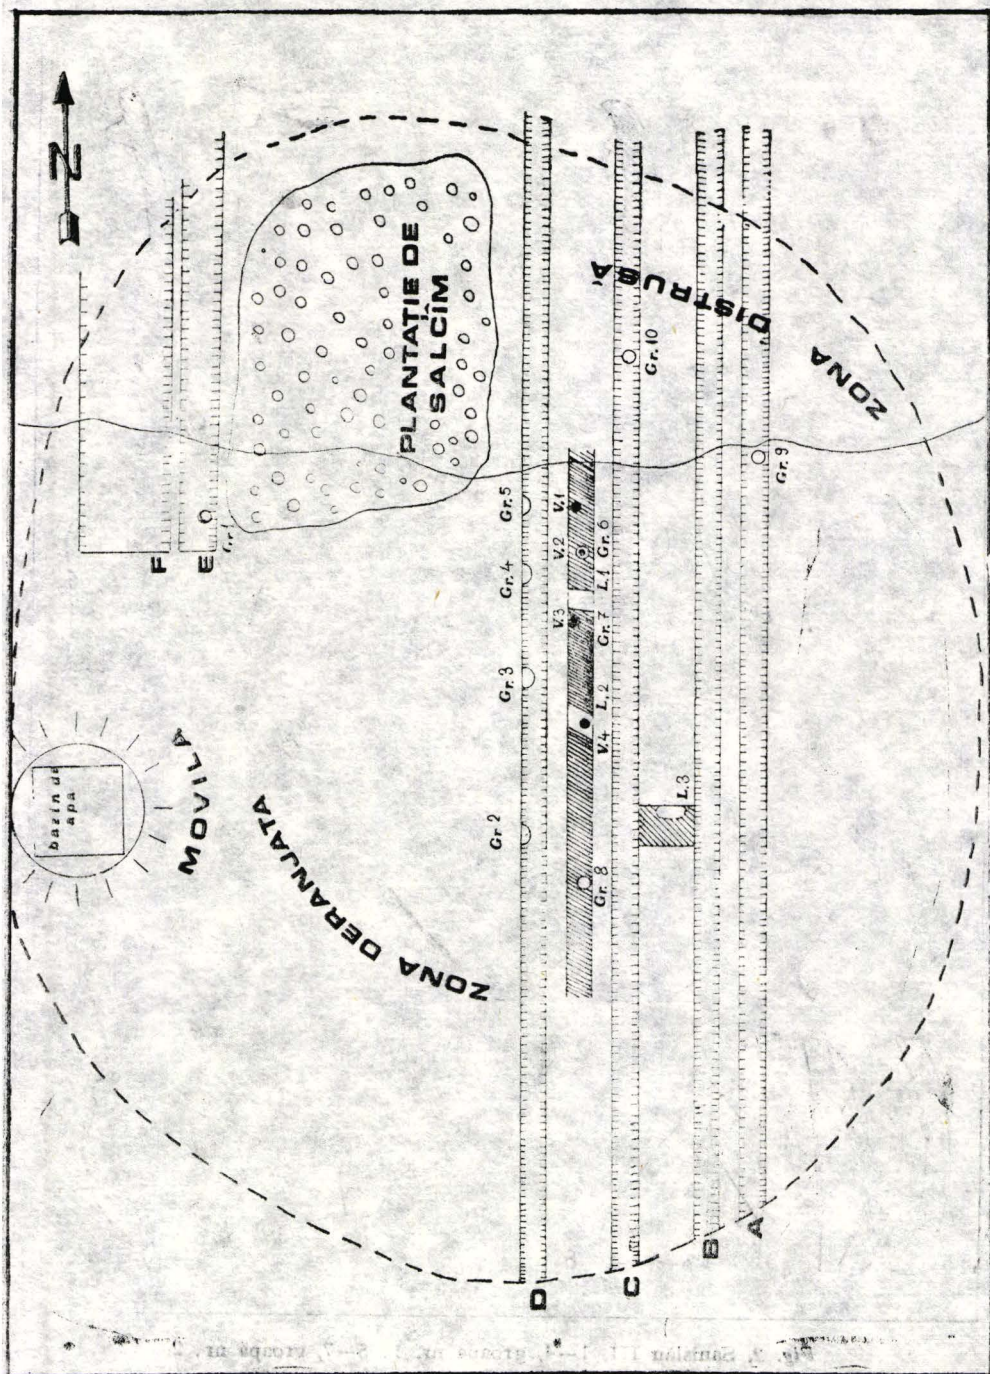 N
PLANTAȚIE DE
SALCÎM
ZONA
DISTRUSĂ
F
E
Gr.1
Gr. 5
Gr. 4
Gr. 3
Gr 2
V.1
V.2
V.3
V.4
Gr. 6
L.1
Gr. 7
L.2
Gr. 8
Gr. 10
Gr. 9
L.3
bazin de
apa
MOVILA
ZONA DERANJATA
D
C
B
A